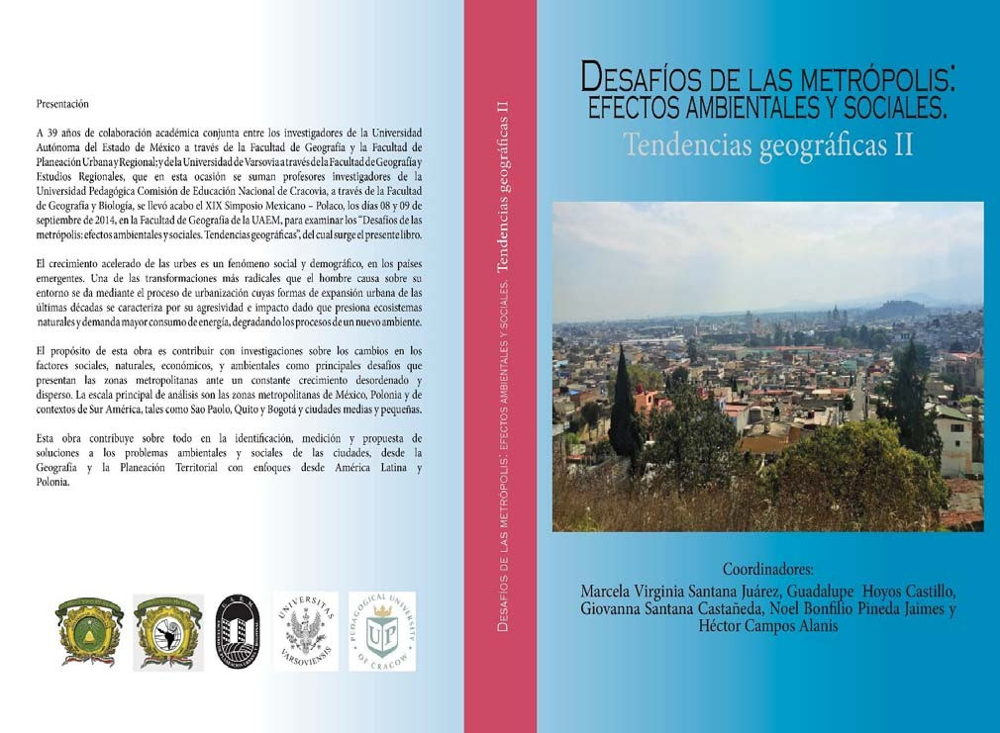 Presentación
A 39 años de colaboración académica conjunta entre los investigadores de la Universidad
Autónoma del Estado de México a través de la Facultad de Geografía y la Facultad de
Planeación Urbana y Regional; y de la Universidad de Varsovia a través de la Facultad de Geografía y
Estudios Regionales, que en esta ocasión se suman profesores investigadores de la
Universidad Pedagógica Comisión de Educación Nacional de Cracovia, a través de la Facultad
de Geografía y Biología, se llevó acabo el XIX Simposio Mexicano – Polaco, los días 08 y 09 de
septiembre de 2014, en la Facultad de Geografía de la UAEM, para examinar los “Desafíos de las
metrópolis: efectos ambientales y sociales. Tendencias geográficas”, del cual surge el presente libro.
El crecimiento acelerado de las urbes es un fenómeno social y demográfico, en los países
emergentes. Una de las transformaciones más radicales que el hombre causa sobre su
entorno se da mediante el proceso de urbanización cuyas formas de expansión urbana de las
últimas décadas se caracteriza por su agresividad e impacto dado que presiona ecosistemas
naturales y demanda mayor consumo de energía, degradando los procesos de un nuevo ambiente.
El propósito de esta obra es contribuir con investigaciones sobre los cambios en los
factores sociales, naturales, económicos, y ambientales como principales desafíos que
presentan las zonas metropolitanas ante un constante crecimiento desordenado y
disperso. La escala principal de análisis son las zonas metropolitanas de México, Polonia y de
contextos de Sur América, tales como Sao Paolo, Quito y Bogotá y ciudades medias y pequeñas.
Esta obra contribuye sobre todo en la identificación, medición y propuesta de
soluciones a los problemas ambientales y sociales de las ciudades, desde la
Geografía y la Planeación Territorial con enfoques desde América Latina y
Polonia.
U A E M
UNIVERSITAS
VARSOVIENSIS
PEDAGOGICAL UNIVERSITY
UP
OF CRACOW
DESAFÍOS DE LAS METRÓPOLIS: EFECTOS AMBIENTALES Y SOCIALES. Tendencias geográficas II
DESAFÍOS DE LAS METRÓPOLIS:
EFECTOS AMBIENTALES Y SOCIALES.
Tendencias geográficas II
Coordinadores:
Marcela Virginia Santana Juárez, Guadalupe Hoyos Castillo,
Giovanna Santana Castañeda, Noel Bonfilio Pineda Jaimes y
Héctor Campos Alanis